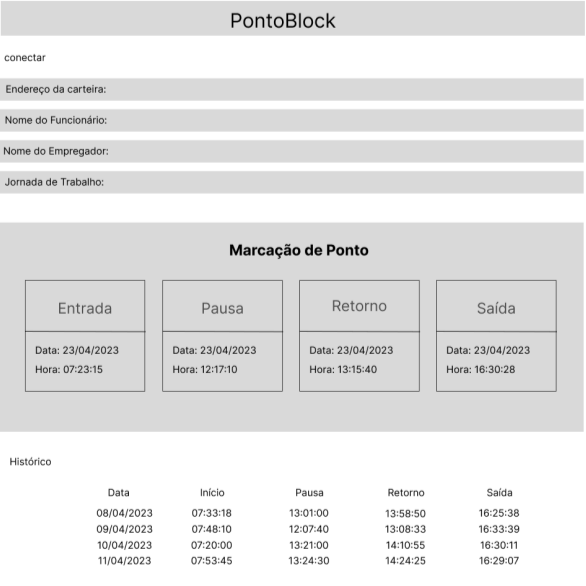 PontoBlock
conectar
Endereço da carteira:
Nome do Funcionário:
Nome do Empregador:
Jornada de Trabalho:
Marcação de Ponto
Entrada Pausa Retorno Saída
Data: 23/04/2023 Data: 23/04/2023 Data: 23/04/2023 Data: 23/04/2023
Hora: 07:23:15 Hora: 12:17:10 Hora: 13:15:40 Hora: 16:30:28
Histórico
Data Início Pausa Retorno Saída
08/04/2023 07:33:18 13:01:00 13:58:50 16:25:38
09/04/2023 07:48:10 12:07:40 13:08:33 16:33:39
10/04/2023 07:20:00 13:21:00 14:10:55 16:30:11
11/04/2023 07:53:45 13:24:30 14:24:25 16:29:07